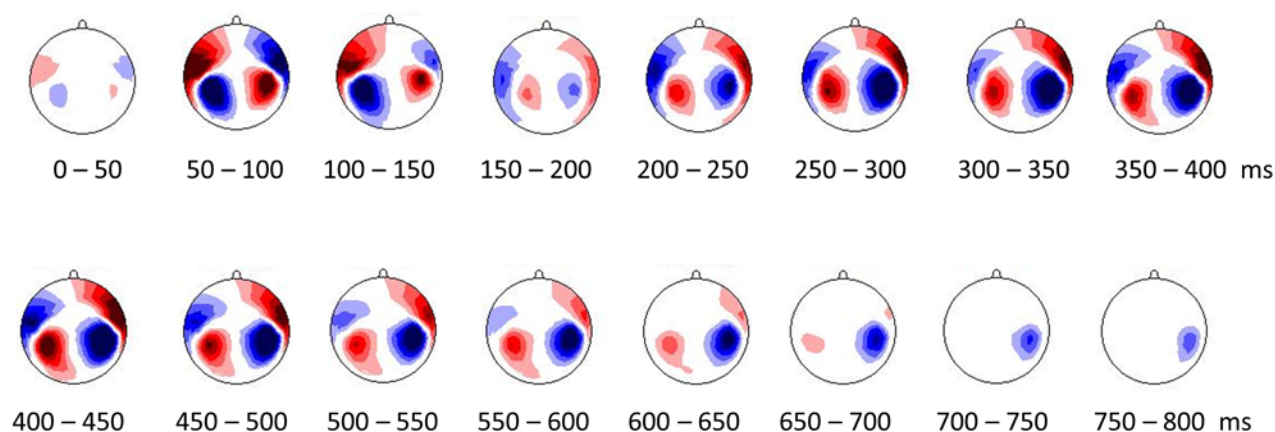 0 – 50 50 – 100 100 – 150 150 – 200 200 – 250 250 – 300 300 – 350 350 – 400 ms
400 – 450 450 – 500 500 – 550 550 – 600 600 – 650 650 – 700 700 – 750 750 – 800 ms